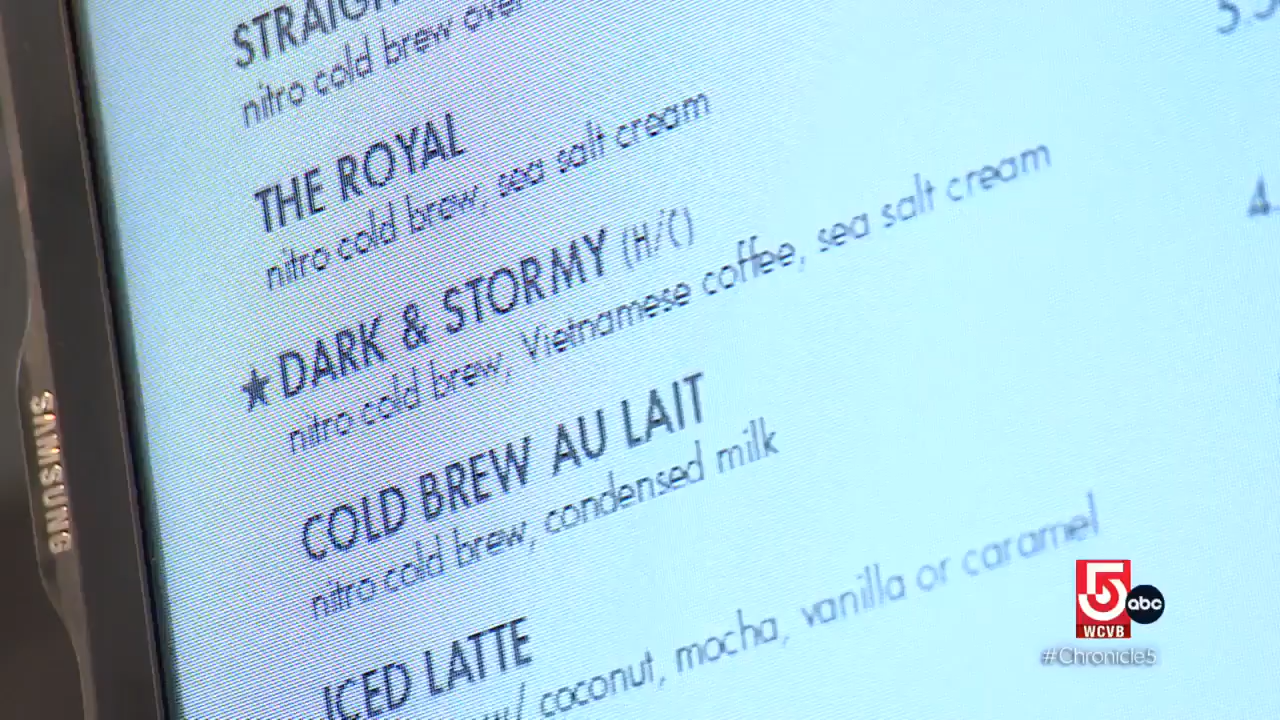 nitro cold brew over
THE ROYAL
nitro cold brew, sea salt cream
★DARK & STORMY (H/C)
nitro cold brew, Vietnamese coffee, sea salt cream
4.
COLD BREW AU LAIT
nitro cold brew, condensed milk
ICED LATTE
w/ coconut, mocha, vanilla or caramel
SAMSUNG
5
abc
WCVB
#Chronicle5